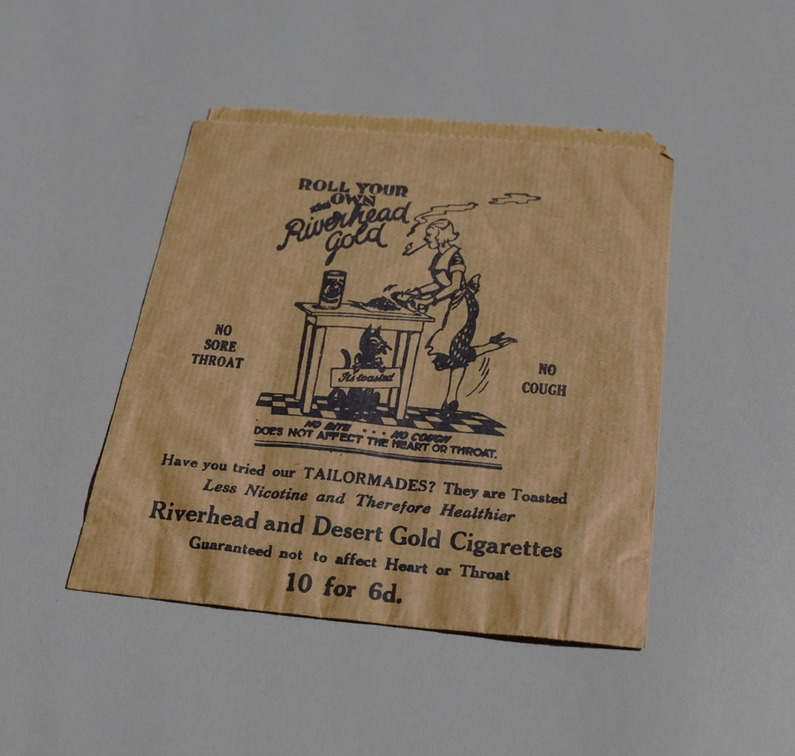 ROLL YOUR
OWN
Riverhead
Gold
NO
SORE
THROAT
NO
COUGH
It's toasted
NO BITE ... NO COUGH
DOES NOT AFFECT THE HEART OR THROAT.
Have you tried our TAILORMADES? They are Toasted
Less Nicotine and Therefore Healthier
Riverhead and Desert Gold Cigarettes
Guaranteed not to affect Heart or Throat
10 for 6d.